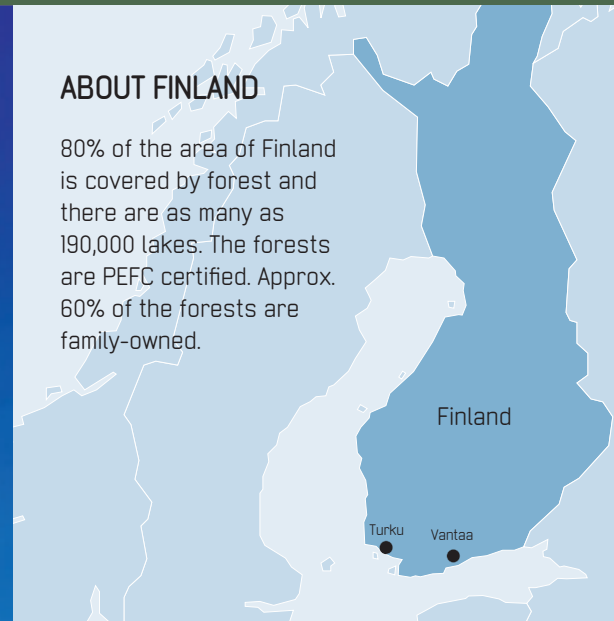 ABOUT FINLAND
80% of the area of Finland
is covered by forest and
there are as many as
190,000 lakes. The forests
are PEFC certified. Approx.
60% of the forests are
family-owned.
Finland
Turku
Vantaa